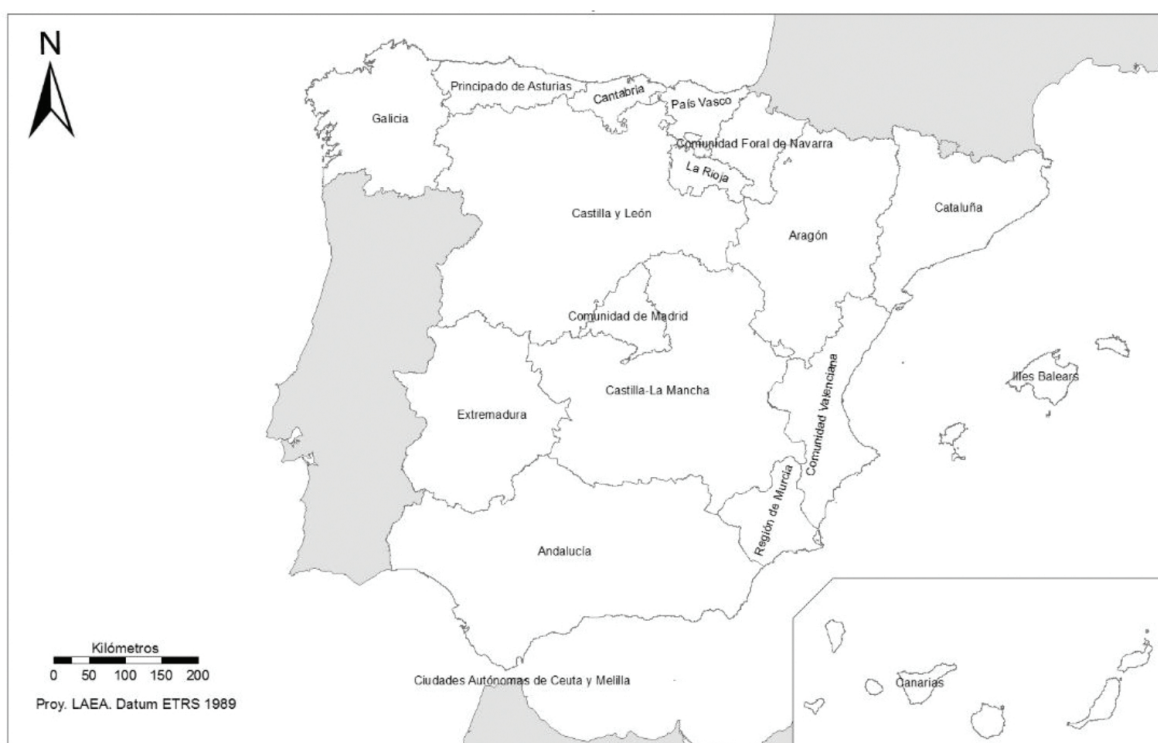 N
Principado de Asturias
Cantabria
País Vasco
Galicia
Comunidad Foral de Navarra
La Rioja
Castilla y León
Cataluña
Aragón
Comunidad de Madrid
Illes Balears
Castilla-La Mancha
Extremadura
Comunidad Valenciana
Región de Murcia
Andalucía
Kilómetros
0 50 100 150 200
Ciudades Autónomas de Ceuta y Melilla
Canarias
Proy. LAEA. Datum ETRS 1989